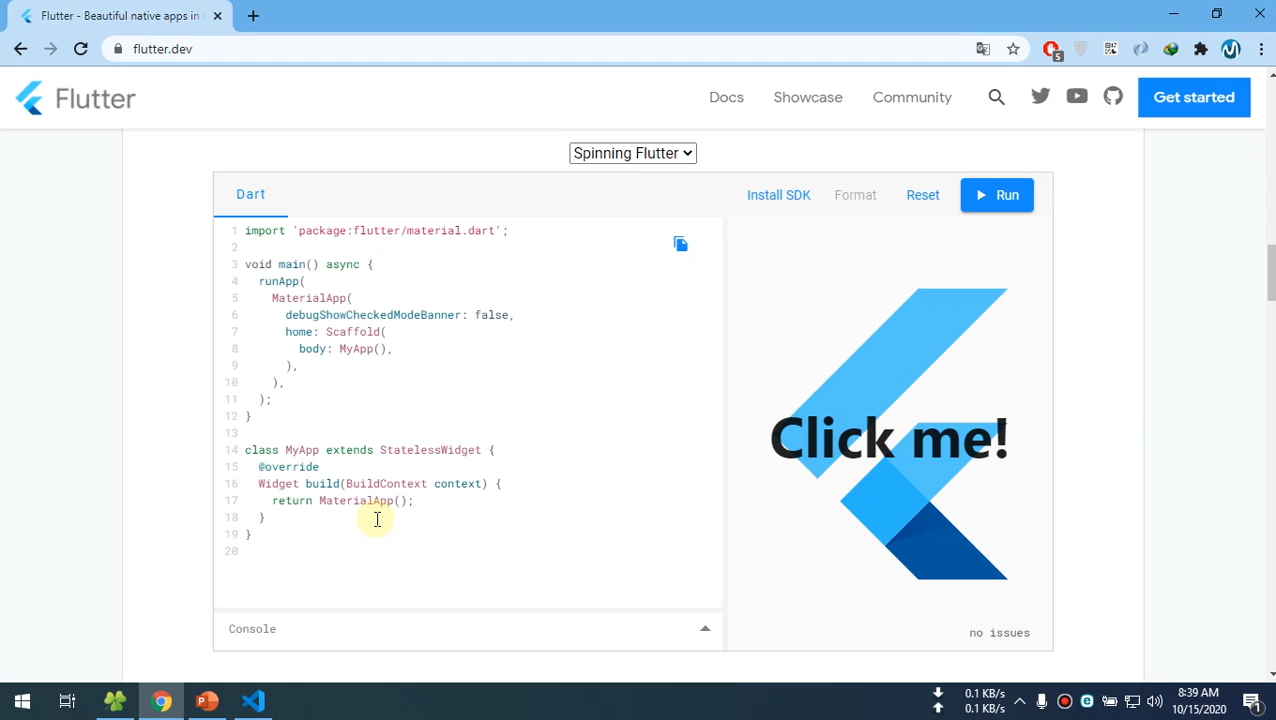 Flutter - Beautiful native apps in
flutter.dev
5
Flutter
Docs
Showcase
Community
Get started
Spinning Flutter
Dart
Install SDK
Format
Reset
Run
1 import 'package:flutter/material.dart';
2
3 void main() async {
4 runApp(
5 MaterialApp(
6 debugShowCheckedModeBanner: false,
7 home: Scaffold(
8 body: MyApp(),
9 ),
10 ),
11 );
12 }
13
14 class MyApp extends StatelessWidget {
15 @override
16 Widget build(BuildContext context) {
17 return MaterialApp();
18 }
19 }
20
Click me!
Console
no issues
0.1 KB/s
0.1 KB/s
8:39 AM
10/15/2020
1